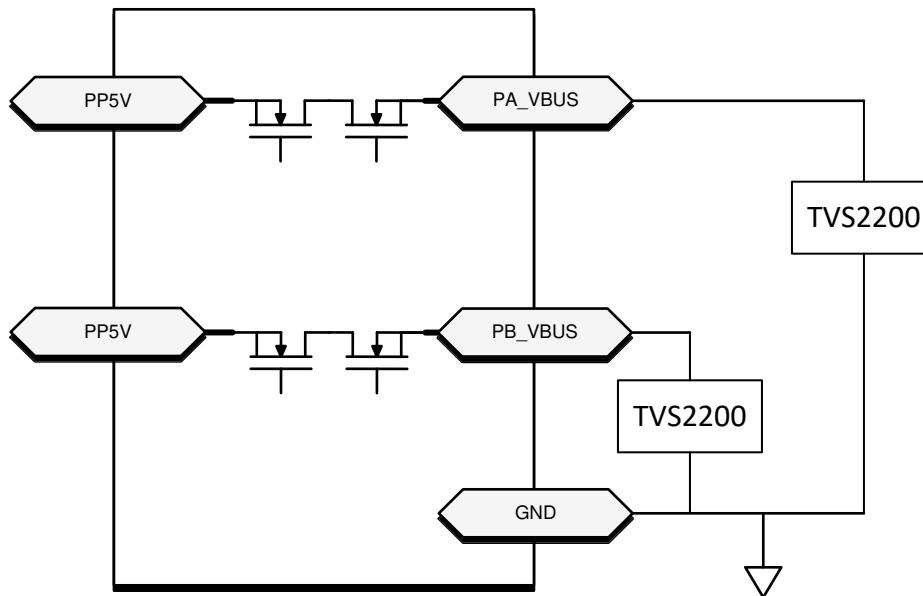 PP5V
PA_VBUS
TVS2200
PP5V
PB_VBUS
TVS2200
GND